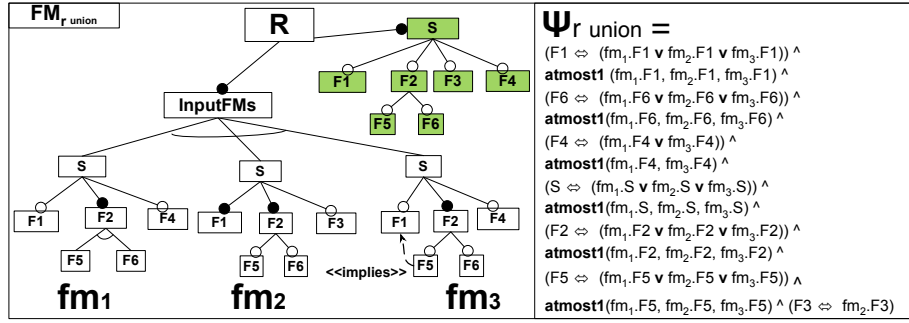 FMr union
R
S
F1 F2 F3 F4
F5 F6
InputFMs
S S S
F1 F2 F4 F1 F2 F3 F1 F2 F4
F5 F6 F5 F6 <<implies>> F5 F6
fm1 fm2 fm3
Ψr union =
(F1 ⇔ (fm1.F1 v fm2.F1 v fm3.F1)) ^
atmost1 (fm1.F1, fm2.F1, fm3.F1) ^
(F6 ⇔ (fm1.F6 v fm2.F6 v fm3.F6)) ^
atmost1(fm1.F6, fm2.F6, fm3.F6) ^
(F4 ⇔ (fm1.F4 v fm3.F4)) ^
atmost1(fm1.F4, fm3.F4) ^
(S ⇔ (fm1.S v fm2.S v fm3.S)) ^
atmost1(fm1.S, fm2.S, fm3.S) ^
(F2 ⇔ (fm1.F2 v fm2.F2 v fm3.F2)) ^
atmost1(fm1.F2, fm2.F2, fm3.F2) ^
(F5 ⇔ (fm1.F5 v fm2.F5 v fm3.F5)) ^
atmost1(fm1.F5, fm2.F5, fm3.F5) ^ (F3 ⇔ fm2.F3)